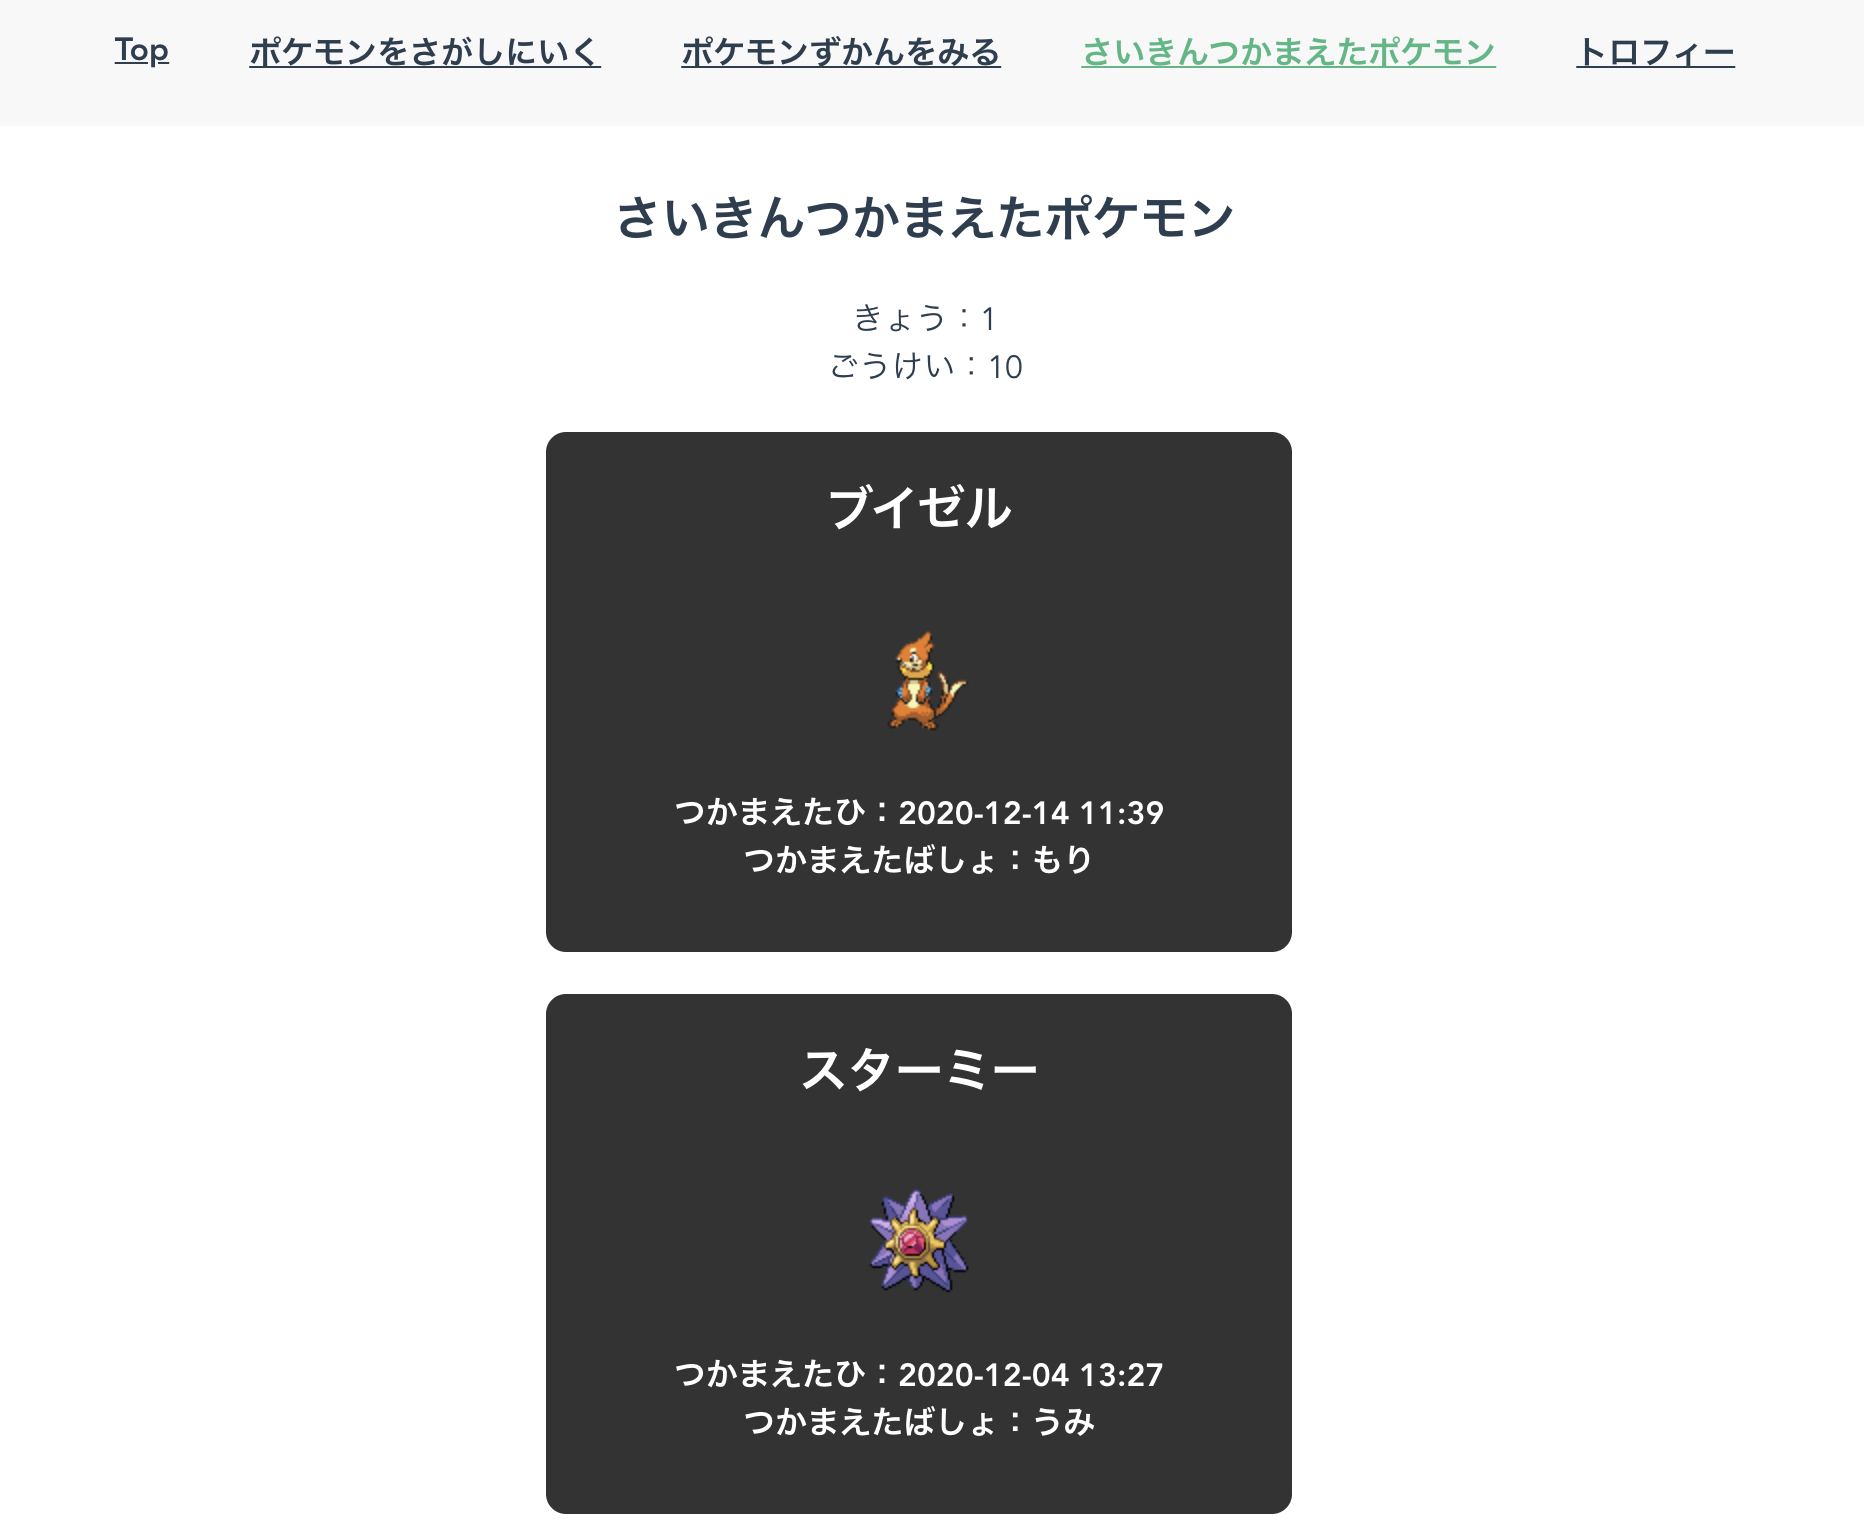 Top ポケモンをさがしにいく ポケモンずかんをみる さいきんつかまえたポケモン トロフィー
さいきんつかまえたポケモン
きょう：1
ごうけい：10
ブイゼル
つかまえたひ：2020-12-14 11:39
つかまえたばしょ：もり
スターミー
つかまえたひ：2020-12-04 13:27
つかまえたばしょ：うみ